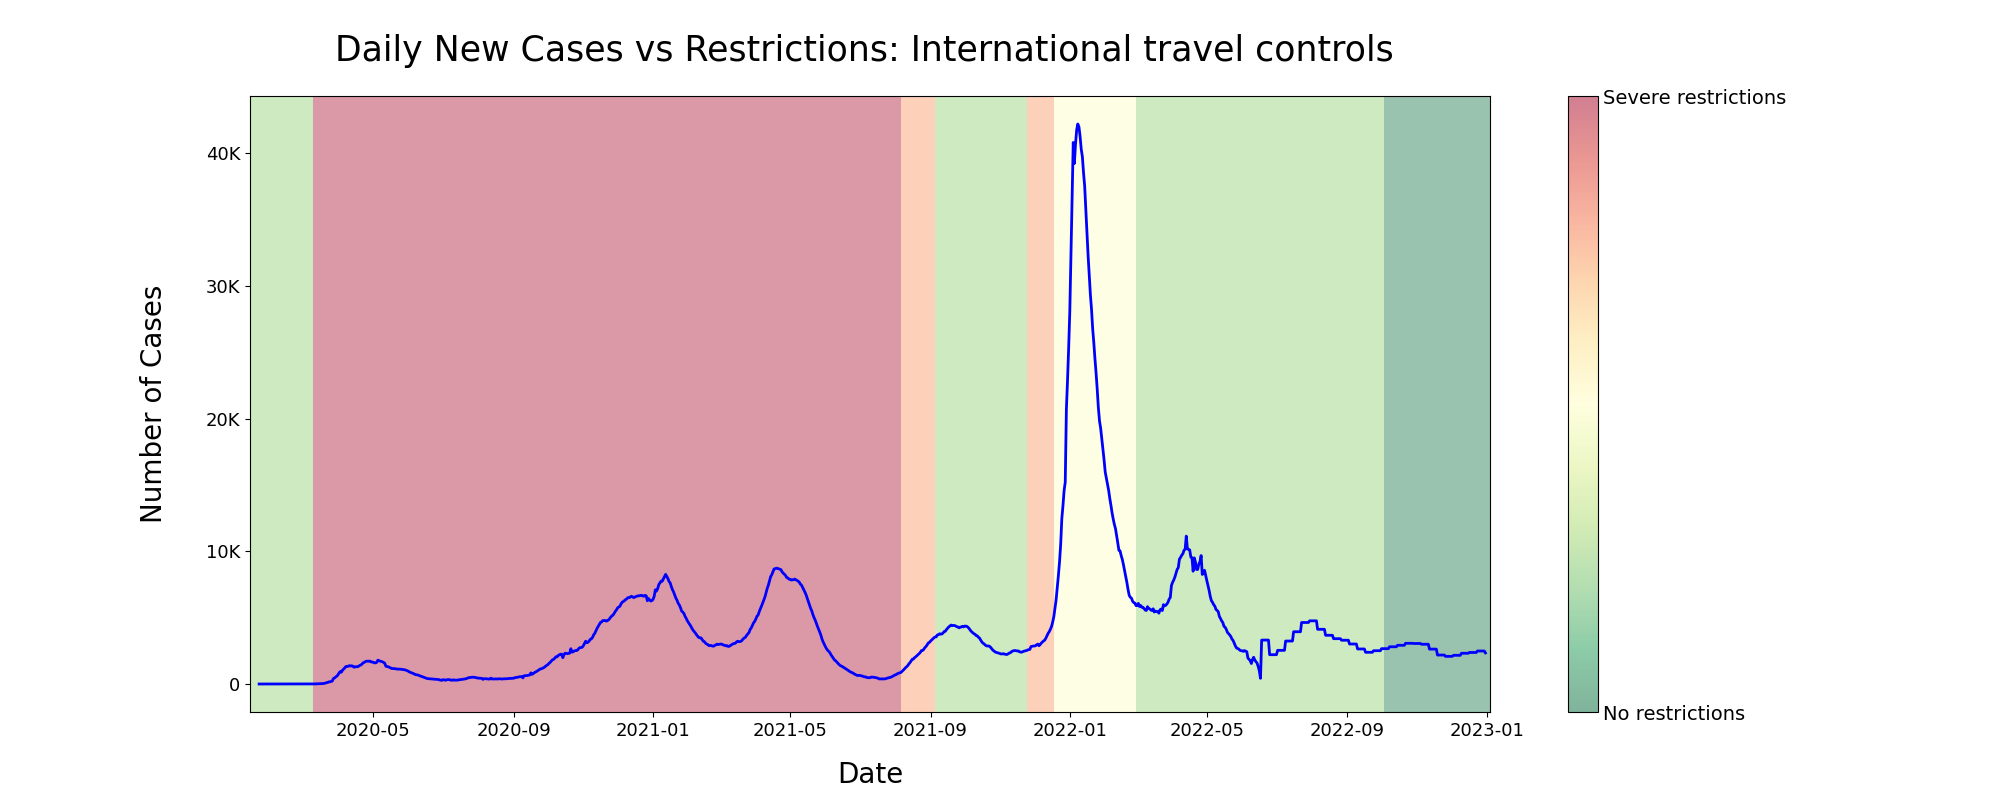 Daily New Cases vs Restrictions: International travel controls
Severe restrictions
40K
30K
20K
10K
0
Number of Cases
No restrictions
2020-05 2020-09 2021-01 2021-05 2021-09 2022-01 2022-05 2022-09 2023-01
Date